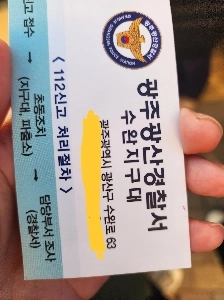 광주광산경찰서
수완지구대
광주광역시 광산구 수완로 63
< 112신고 처리절차 >
신고 접수 → 초동조치 → 담당부서 조사
(지구대, 파출소) (경찰서)